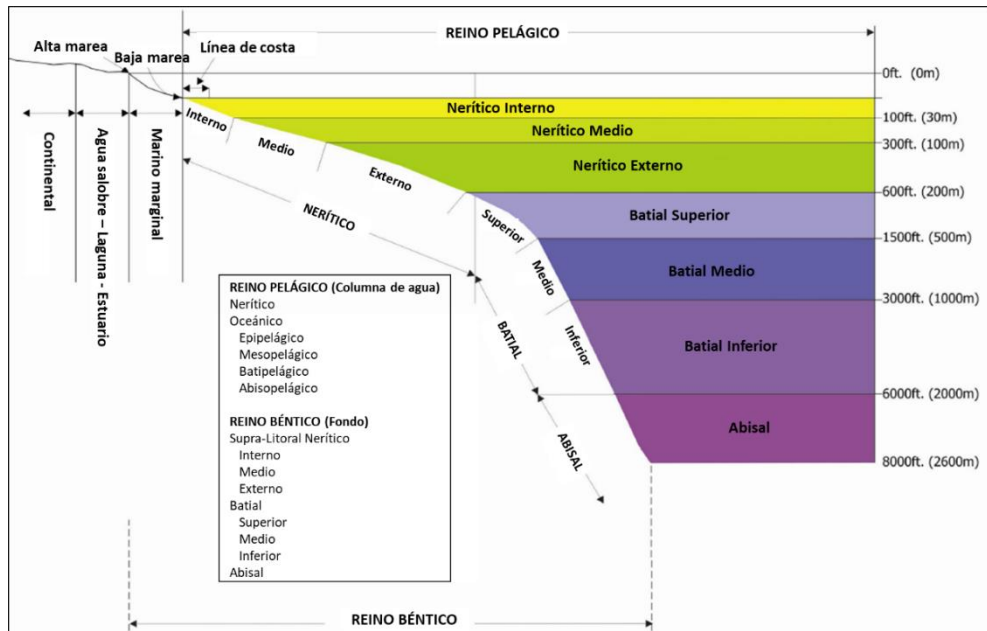 REINO PELÁGICO
Alta marea
Baja marea
Línea de costa
0ft. (0m)
Nerítico Interno
100ft. (30m)
Nerítico Medio
300ft. (100m)
Nerítico Externo
600ft. (200m)
Batial Superior
1500ft. (500m)
Batial Medio
3000ft. (1000m)
Batial Inferior
6000ft. (2000m)
Abisal
8000ft. (2600m)
Continental
Agua salobre – Laguna - Estuario
Marino marginal
Interno
Medio
Externo
Superior
Medio
Inferior
NERÍTICO
BATIAL
ABISAL
REINO PELÁGICO (Columna de agua)
Nerítico
Oceánico
Epipelágico
Mesopelágico
Batipelágico
Abisopelágico
REINO BÉNTICO (Fondo)
Supra-Litoral Nerítico
Interno
Medio
Externo
Batial
Superior
Medio
Inferior
Abisal
REINO BÉNTICO